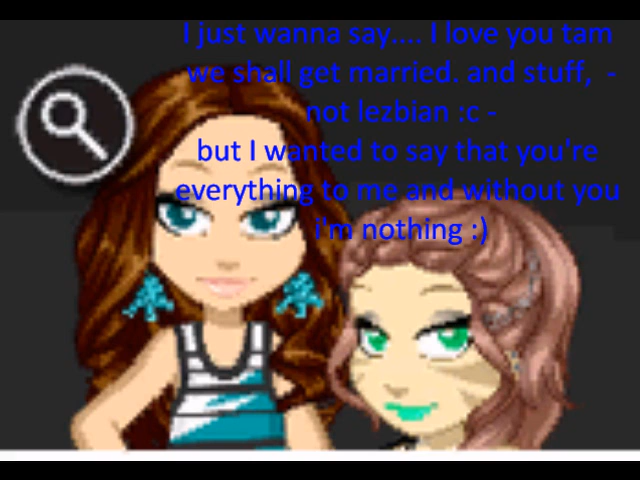 I just wanna say.... I love you tam
we shall get married. and stuff,  -
not lezbian :c -
but I wanted to say that you're
everything to me and without you
i'm nothing :)